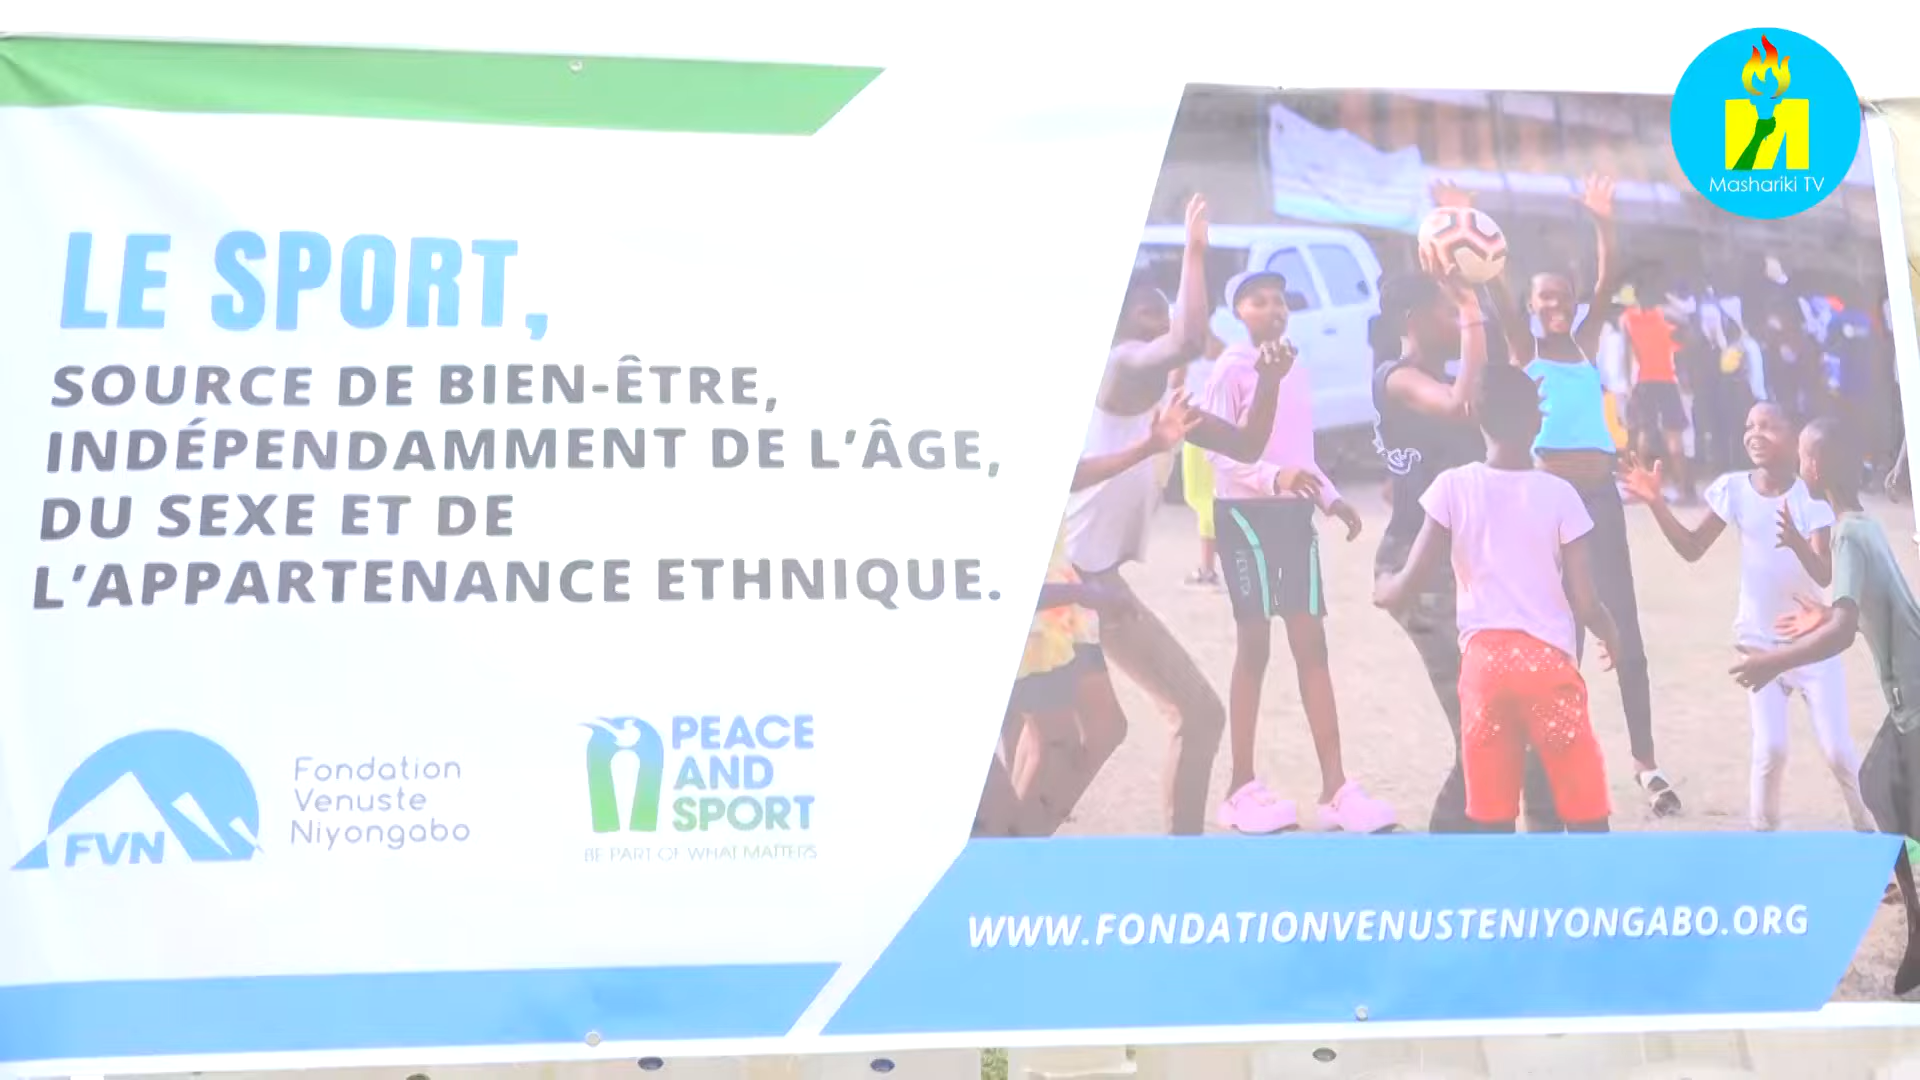 Mashariki TV
LE SPORT,
SOURCE DE BIEN-ÊTRE,
INDÉPENDAMMENT DE L'ÂGE,
DU SEXE ET DE
L'APPARTENANCE ETHNIQUE.
FVN
Fondation
Venuste
Niyongabo
PEACE
AND
SPORT
BE PART OF WHAT MATTERS
WWW.FONDATIONVENUSTENIYONGABO.ORG